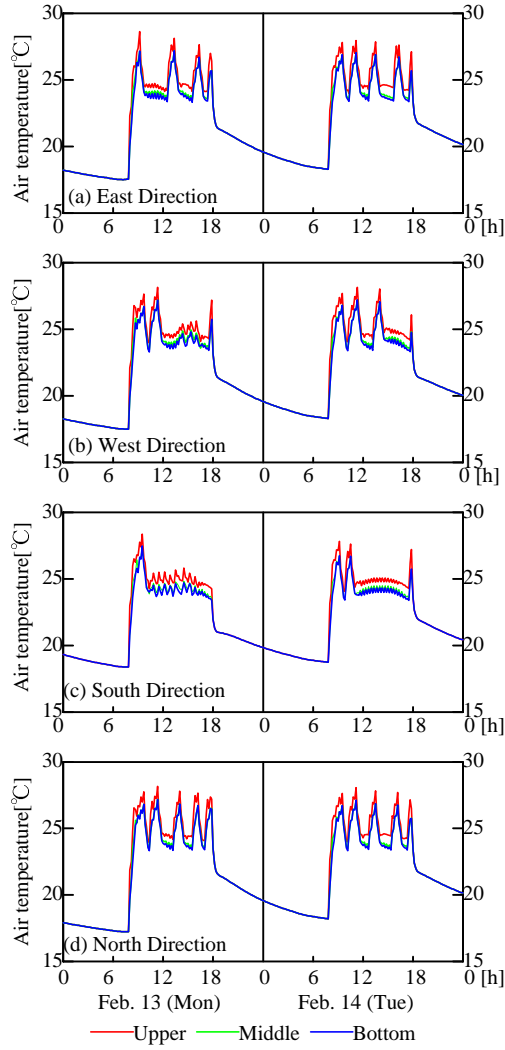 30 30
Air temperature[℃]
25 25
20 20
(a) East Direction
15 15
0 6 12 18 0 6 12 18 0 [h]
30 30
Air temperature[℃]
25 25
20 20
(b) West Direction
15 15
0 6 12 18 0 6 12 18 0 [h]
30 30
Air temperature[℃]
25 25
20 20
(c) South Direction
15 15
0 6 12 18 0 6 12 18 0 [h]
30 30
Air temperature[℃]
25 25
20 20
(d) North Direction
15 15
0 6 12 18 0 6 12 18 0 [h]
Feb. 13 (Mon) Feb. 14 (Tue)
Upper Middle Bottom